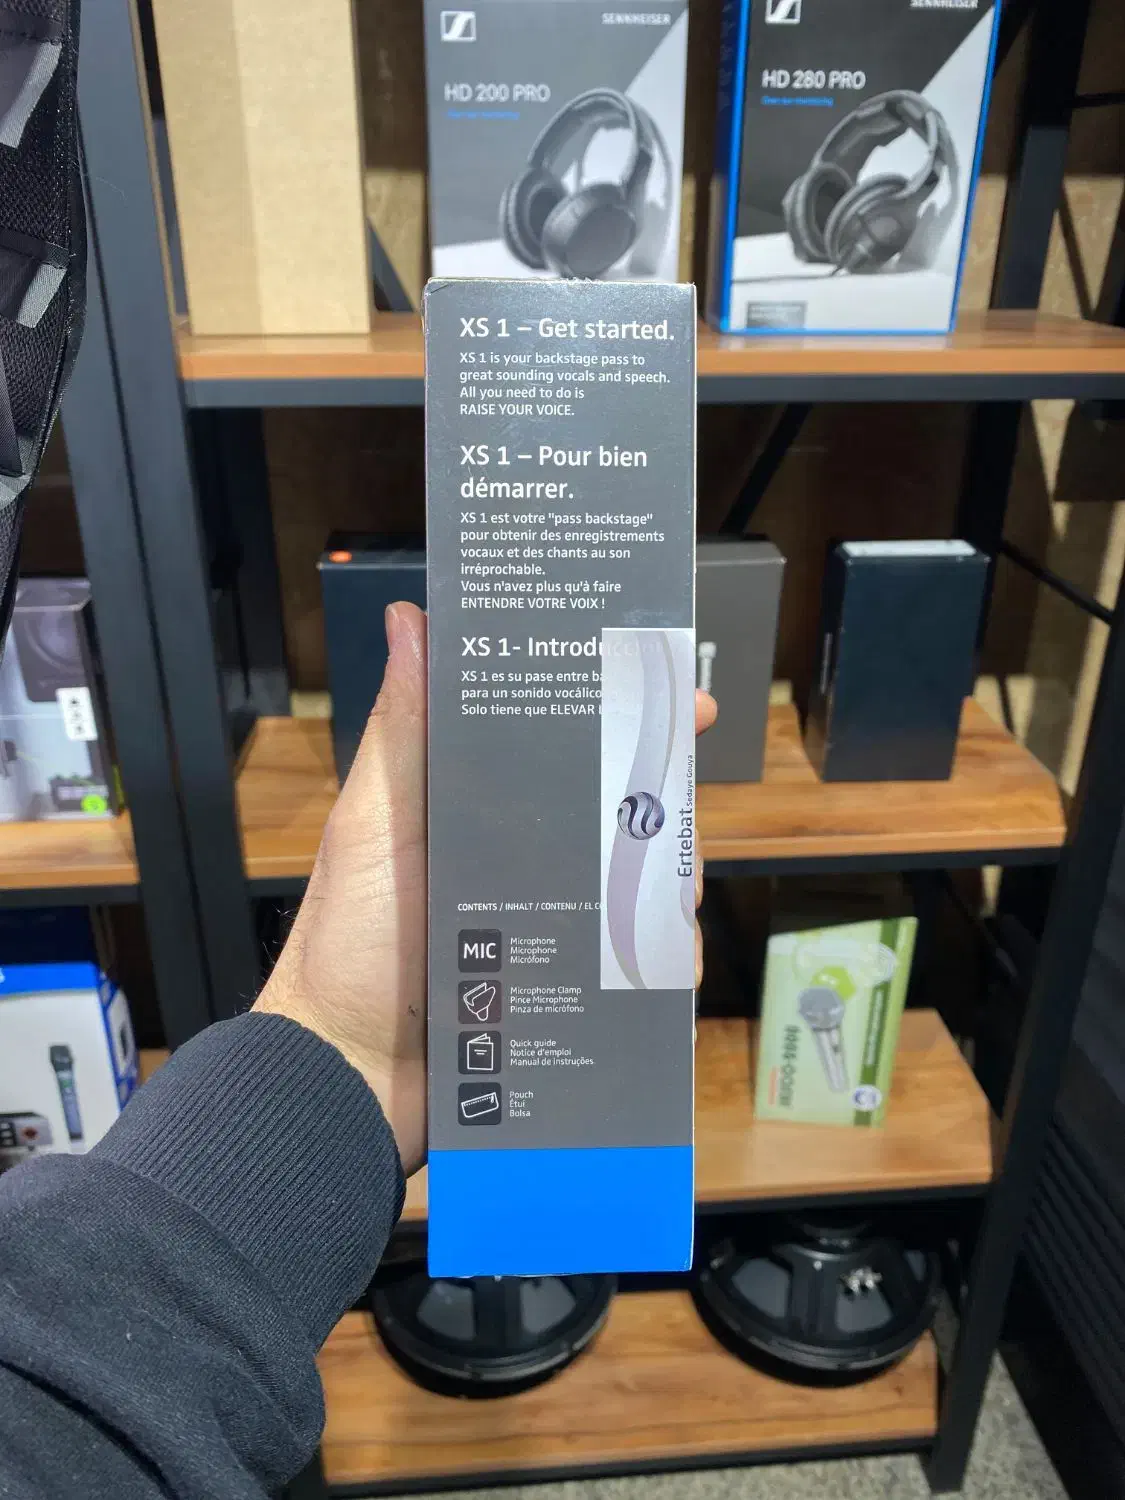 SENNHEISER
HD 200 PRO
SENNHEISER
HD 280 PRO
XS 1 – Get started.
XS 1 is your backstage pass to
great sounding vocals and speech.
All you need to do is
RAISE YOUR VOICE.
XS 1 – Pour bien
démarrer.
XS 1 est votre "pass backstage"
pour obtenir des enregistrements
vocaux et des chants au son
irréprochable.
Vous n'avez plus qu'à faire
ENTENDRE VOTRE VOIX !
XS 1-
XS 1 es su pase entre
para un sonido vocálico
Solo tiene que ELEVAR
Ertebat
Sedaye Gouya
CONTENTS / INHALT / CONTENU / EL
MIC
Microphone
Microphone
Micrófono
Microphone Clamp
Pince Microphone
Pinza de micrófono
Quick guide
Notice d'emploi
Manual de instruções
Pouch
Étui
Bolsa